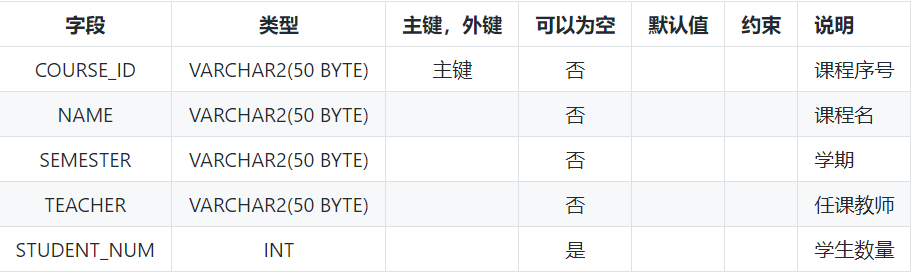 字段 类型 主键，外键 可以为空 默认值 约束 说明
COURSE_ID VARCHAR2(50 BYTE) 主键 否 课程序号
NAME VARCHAR2(50 BYTE) 否 课程名
SEMESTER VARCHAR2(50 BYTE) 否 学期
TEACHER VARCHAR2(50 BYTE) 否 任课教师
STUDENT_NUM INT 是 学生数量